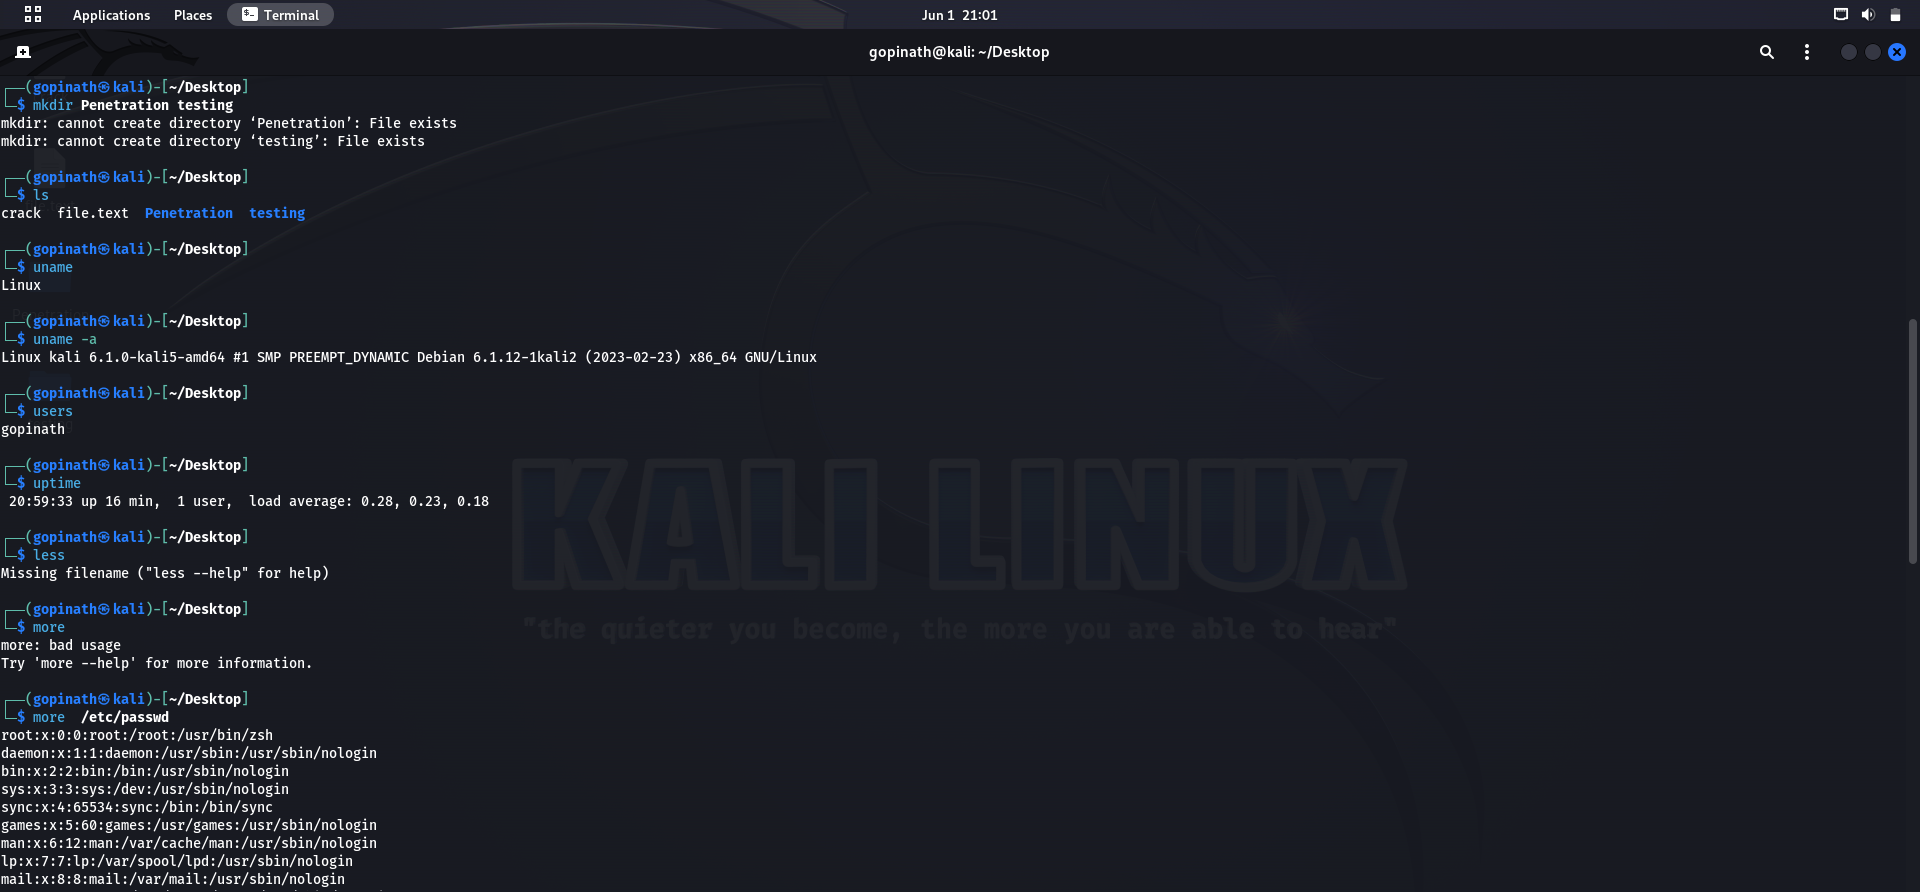 Applications Places Terminal Jun 1 21:01
gopinath@kali: ~/Desktop
┌──(gopinath㉿kali)-[~/Desktop]
└─$ mkdir Penetration testing
mkdir: cannot create directory ‘Penetration’: File exists
mkdir: cannot create directory ‘testing’: File exists
┌──(gopinath㉿kali)-[~/Desktop]
└─$ ls
crack  file.text  Penetration  testing
┌──(gopinath㉿kali)-[~/Desktop]
└─$ uname
Linux
┌──(gopinath㉿kali)-[~/Desktop]
└─$ uname -a
Linux kali 6.1.0-kali5-amd64 #1 SMP PREEMPT_DYNAMIC Debian 6.1.12-1kali2 (2023-02-23) x86_64 GNU/Linux
┌──(gopinath㉿kali)-[~/Desktop]
└─$ users
gopinath
┌──(gopinath㉿kali)-[~/Desktop]
└─$ uptime
 20:59:33 up 16 min,  1 user,  load average: 0.28, 0.23, 0.18
┌──(gopinath㉿kali)-[~/Desktop]
└─$ less
Missing filename ("less --help" for help)
┌──(gopinath㉿kali)-[~/Desktop]
└─$ more
more: bad usage
Try 'more --help' for more information.
┌──(gopinath㉿kali)-[~/Desktop]
└─$ more  /etc/passwd
root:x:0:0:root:/root:/usr/bin/zsh
daemon:x:1:1:daemon:/usr/sbin:/usr/sbin/nologin
bin:x:2:2:bin:/bin:/usr/sbin/nologin
sys:x:3:3:sys:/dev:/usr/sbin/nologin
sync:x:4:65534:sync:/bin:/bin/sync
games:x:5:60:games:/usr/games:/usr/sbin/nologin
man:x:6:12:man:/var/cache/man:/usr/sbin/nologin
lp:x:7:7:lp:/var/spool/lpd:/usr/sbin/nologin
mail:x:8:8:mail:/var/mail:/usr/sbin/nologin
KALI LINUX
"the quieter you become, the more you are able to hear"